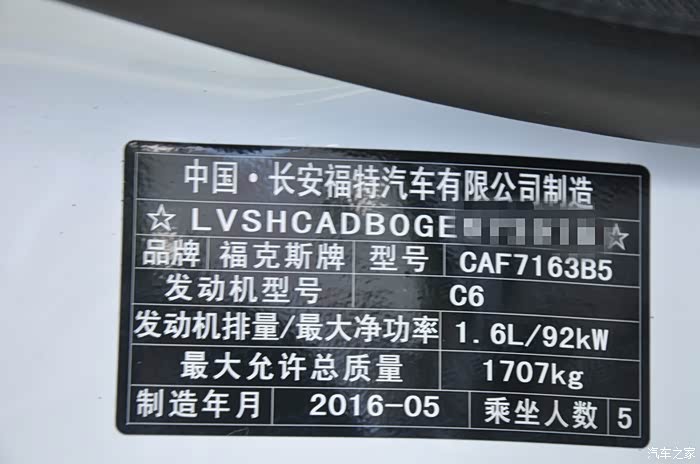 中国·长安福特汽车有限公司制造
☆LVSHCADB0GE☆
品牌 福克斯牌 型号 CAF7163B5
发动机型号 C6
发动机排量/最大净功率 1.6L/92kW
最大允许总质量 1707kg
制造年月 2016-05 乘坐人数 5
汽车之家